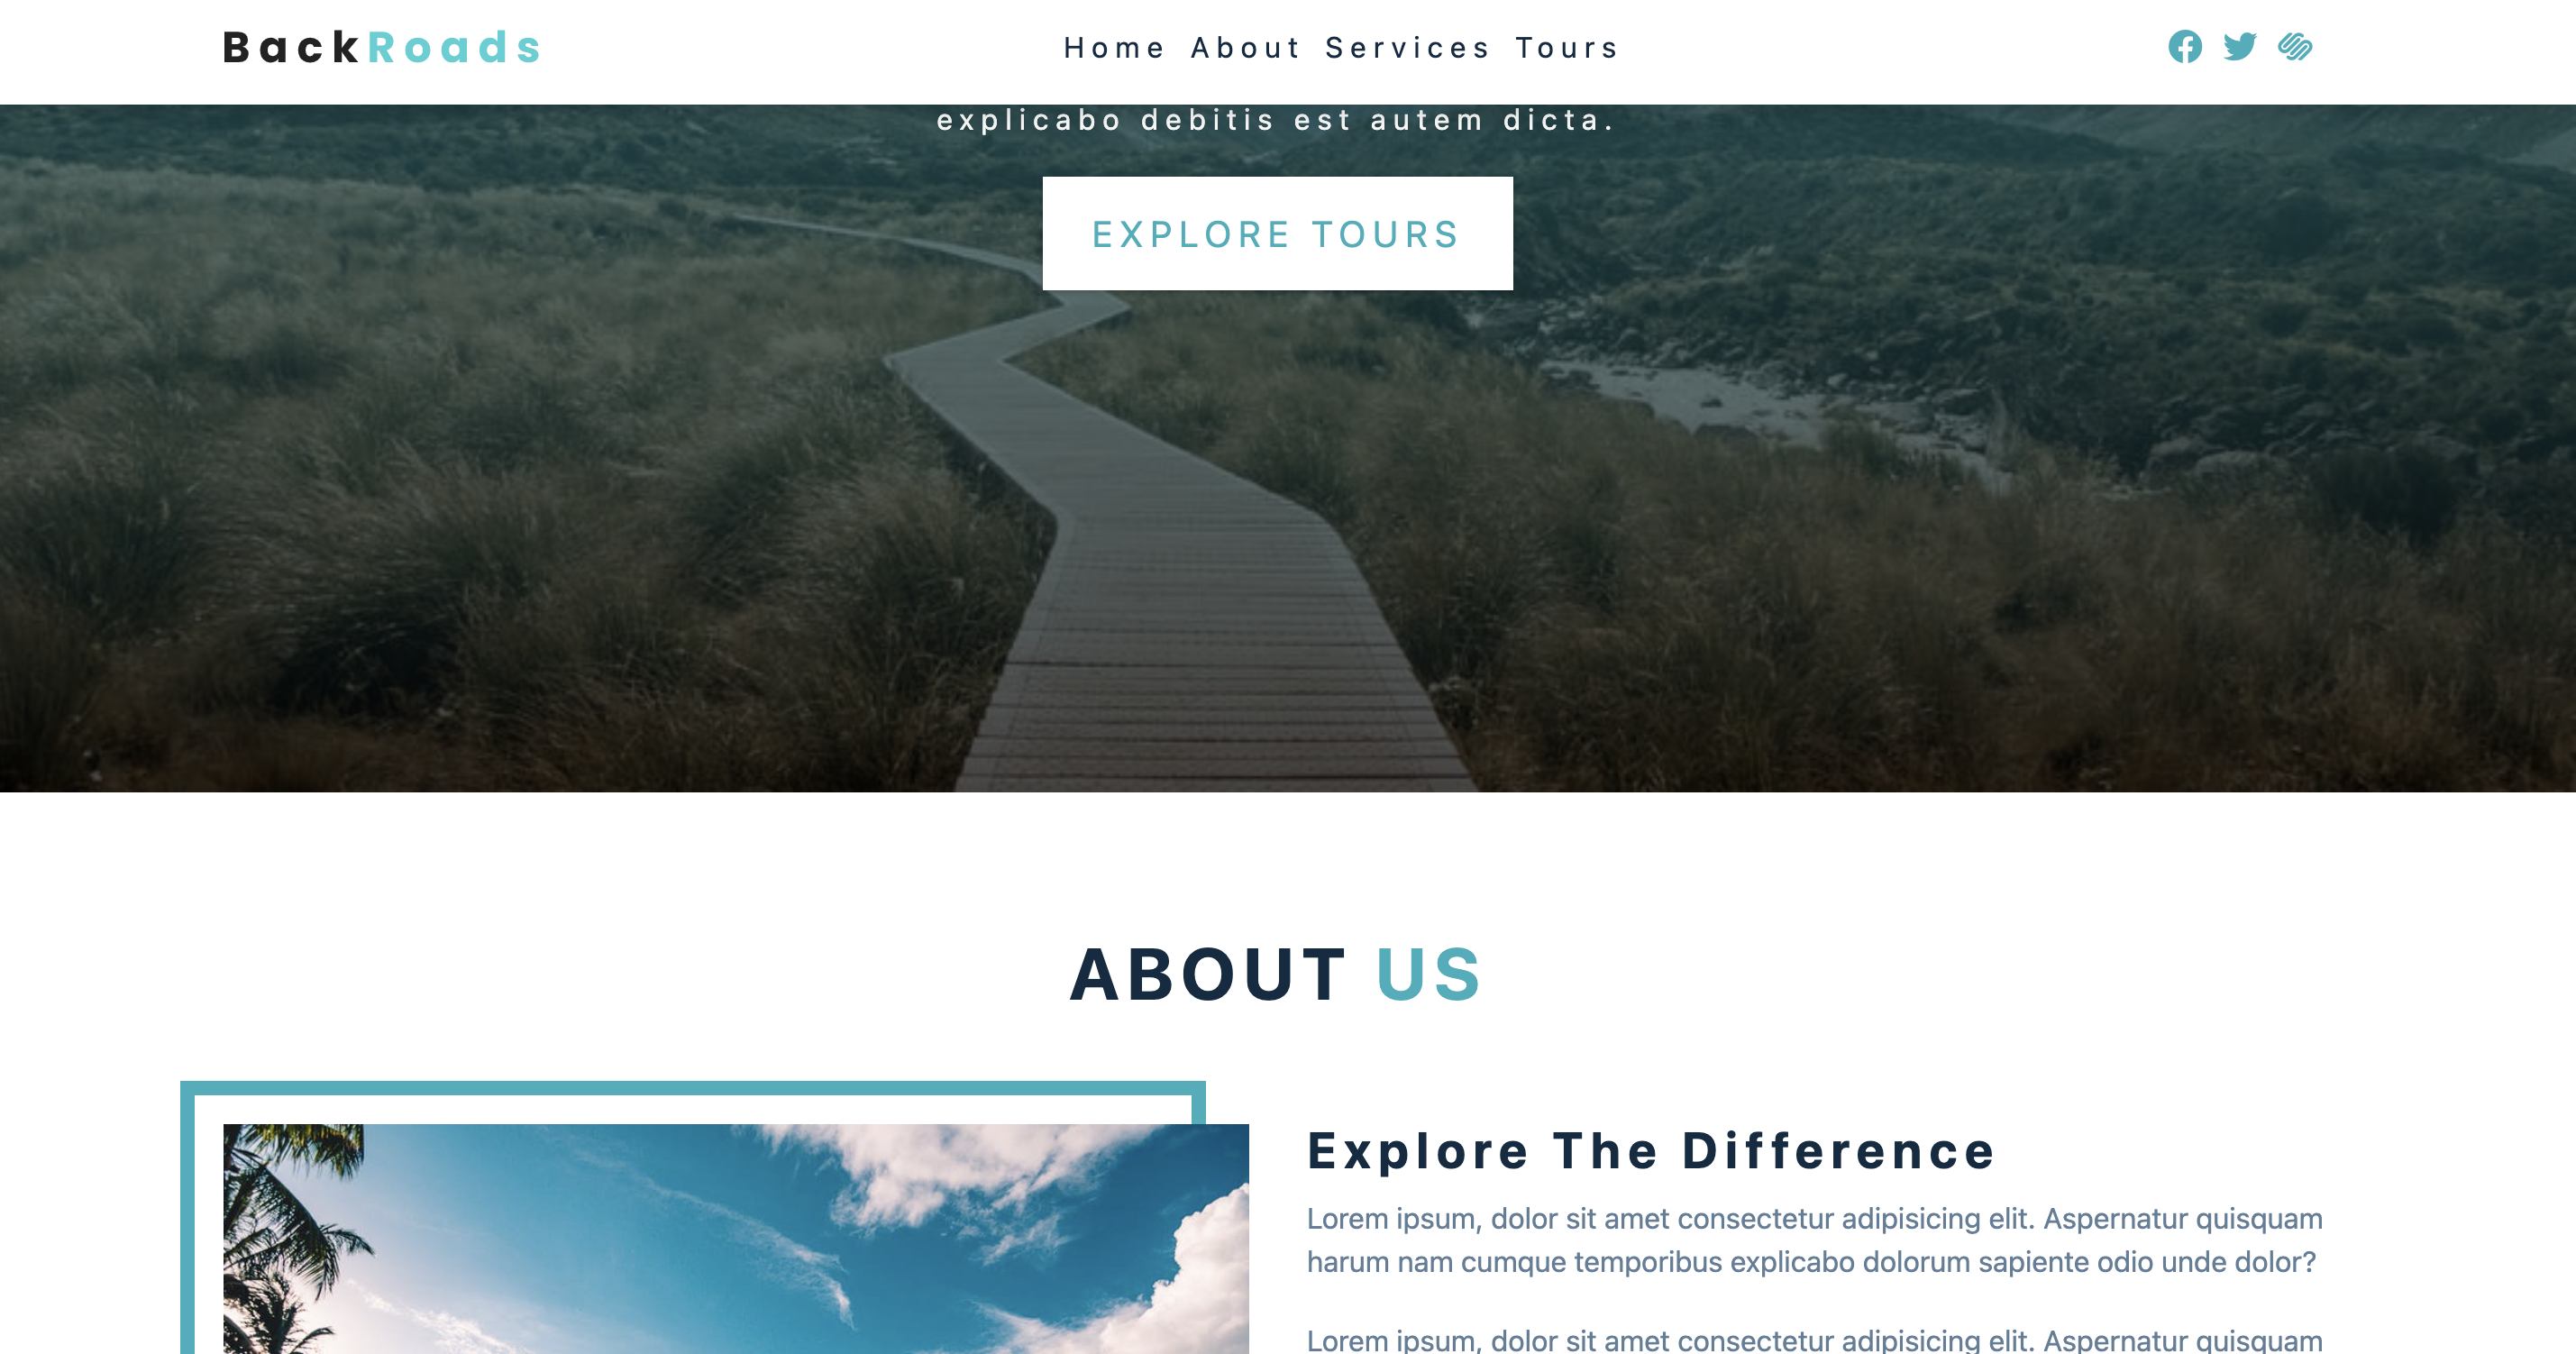 BackRoads
Home About Services Tours
explicabo debitis est autem dicta.
EXPLORE TOURS
ABOUT US
Explore The Difference
Lorem ipsum, dolor sit amet consectetur adipisicing elit. Aspernatur quisquam
harum nam cumque temporibus explicabo dolorum sapiente odio unde dolor?
Lorem ipsum, dolor sit amet consectetur adipisicing elit. Aspernatur quisquam